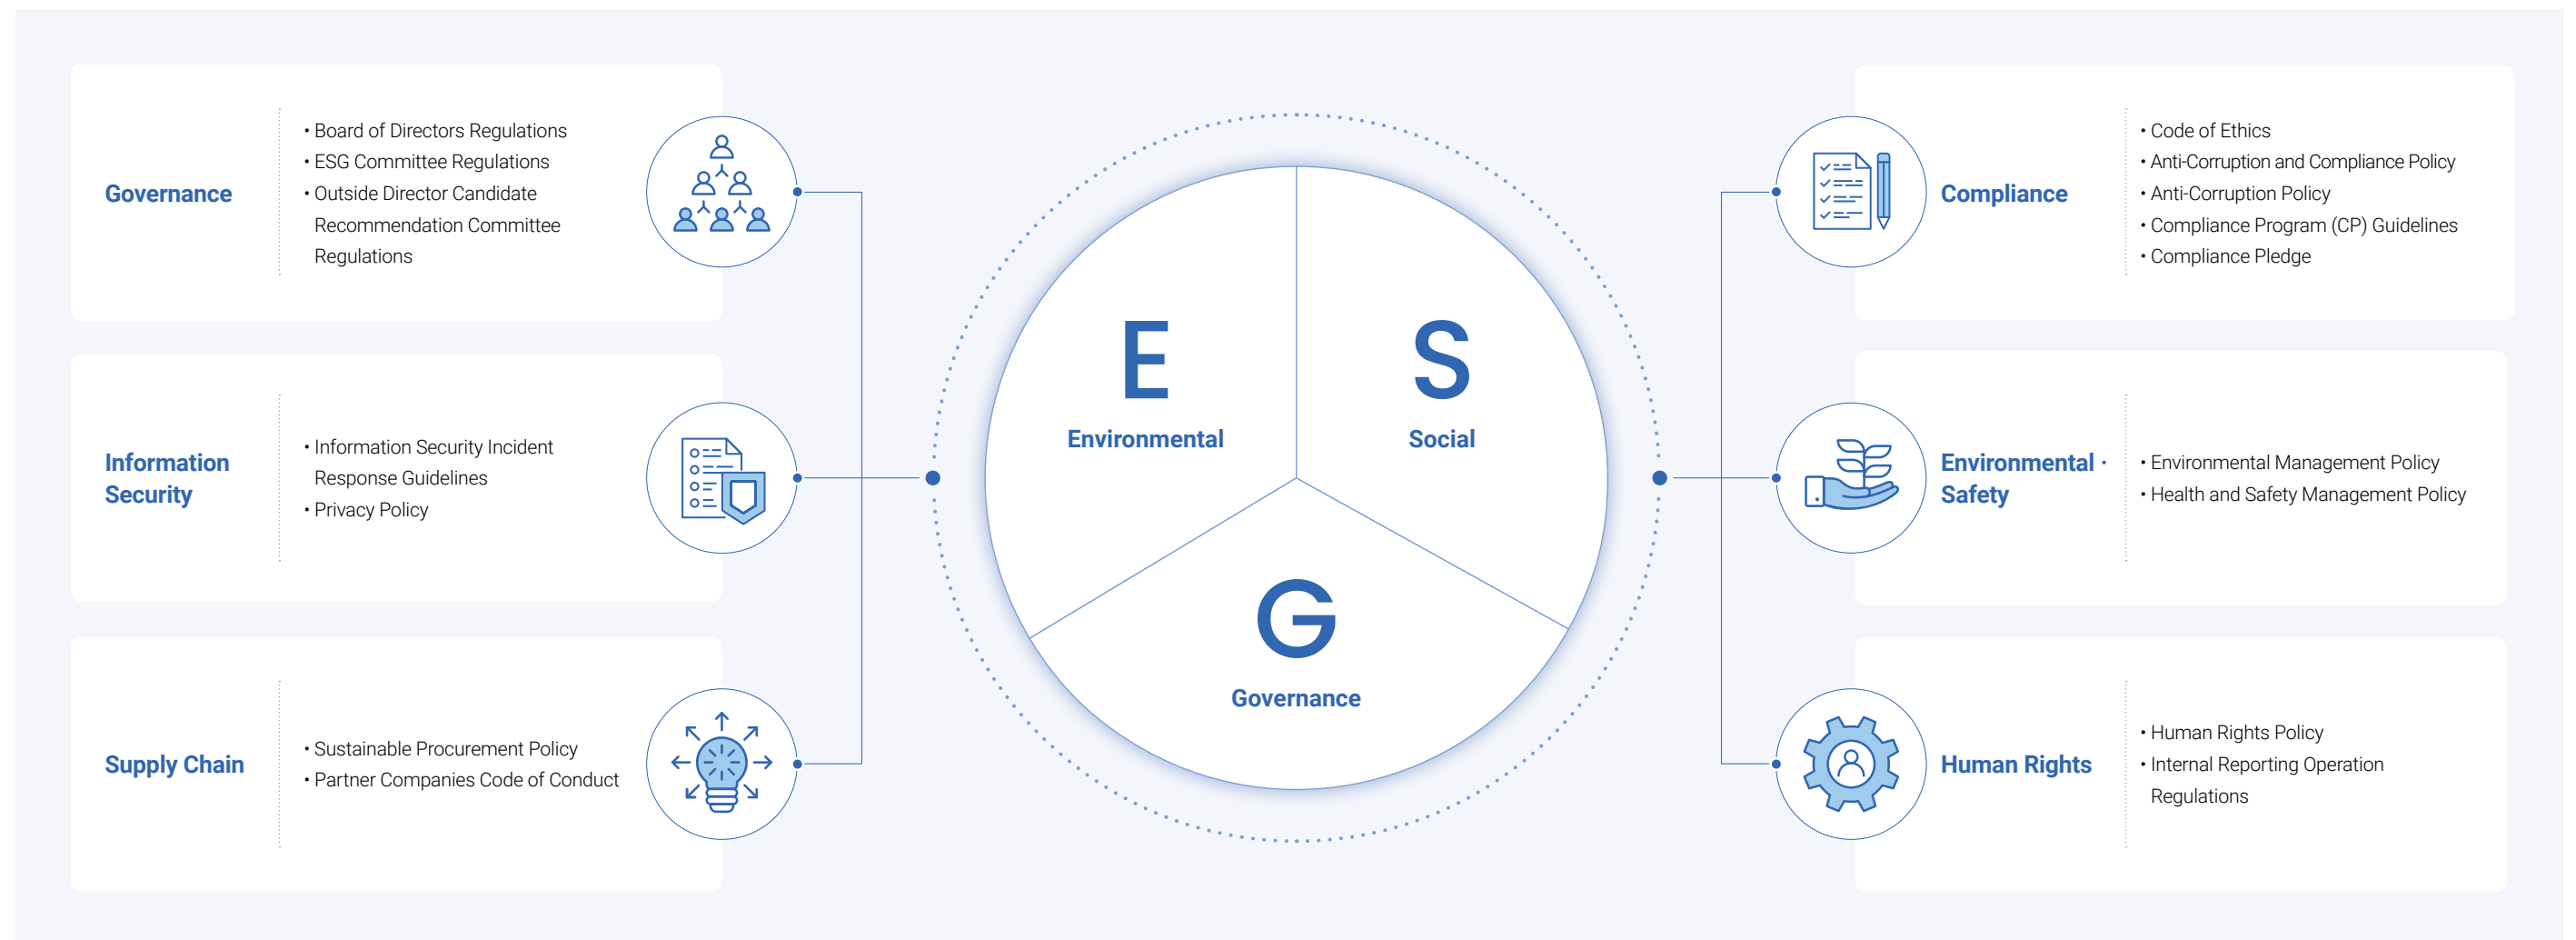 Governance
• Board of Directors Regulations
• ESG Committee Regulations
• Outside Director Candidate
Recommendation Committee
Regulations
Information
Security
• Information Security Incident
Response Guidelines
• Privacy Policy
Supply Chain
• Sustainable Procurement Policy
• Partner Companies Code of Conduct
E
Environmental
S
Social
G
Governance
Compliance
• Code of Ethics
• Anti-Corruption and Compliance Policy
• Anti-Corruption Policy
• Compliance Program (CP) Guidelines
• Compliance Pledge
Environmental ·
Safety
• Environmental Management Policy
• Health and Safety Management Policy
Human Rights
• Human Rights Policy
• Internal Reporting Operation
Regulations